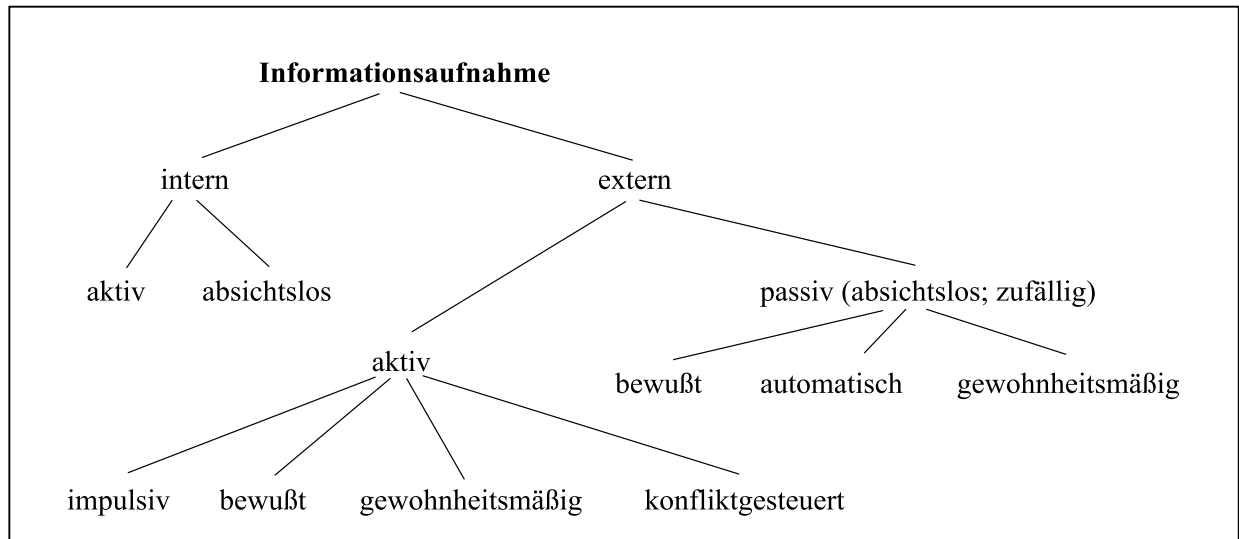 Informationsaufnahme
intern extern
aktiv absichtslos passiv (absichtslos; zufällig)
aktiv
bewußt automatisch gewohnheitsmäßig
impulsiv bewußt gewohnheitsmäßig konfliktgesteuert